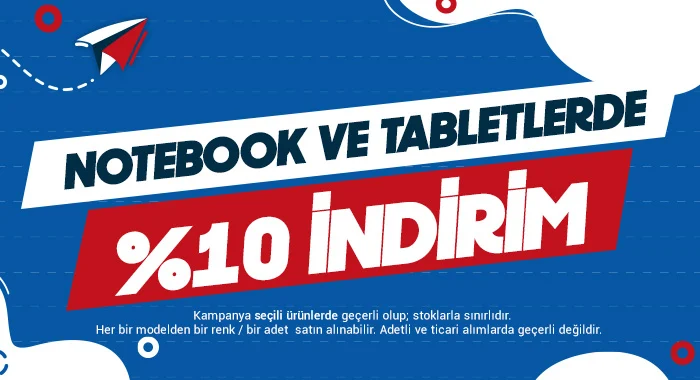 NOTEBOOK VE TABLETLERDE
%10 İNDİRİM
Kampanya seçili ürünlerde geçerli olup; stoklarla sınırlıdır.
Her bir modelden bir renk / bir adet satın alınabilir. Adetli ve ticari alımlarda geçerli değildir.